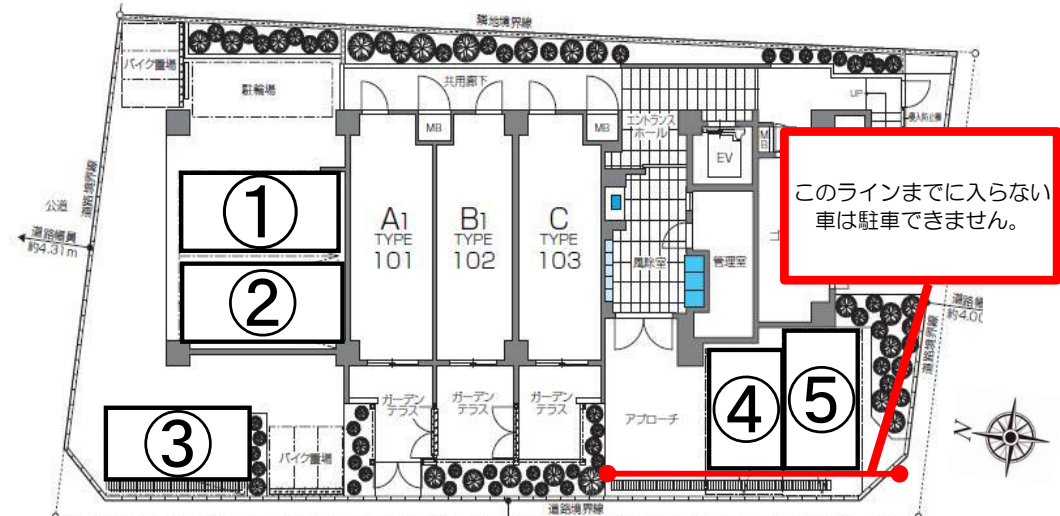 隣地境界線
バイク置場
駐輪場
共用廊下
MB
MB
エントランス
ホール
EV
MB
UP
侵入防止柵
このラインまでに入らない
車は駐車できません。
公道
道路境界線
道路幅員
約4.31m
①
②
A1
TYPE
101
B1
TYPE
102
C
TYPE
103
風除室
管理室
道路境界線
約4.00
ガーデン
テラス
ガーデン
テラス
ガーデン
テラス
アプローチ
③
バイク置場
④
⑤
N
道路境界線